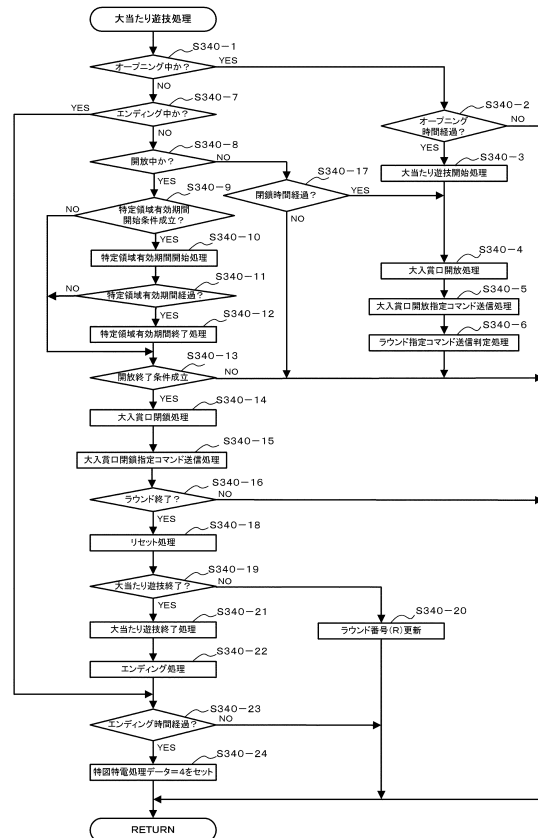 大当たり遊技処理
S340-1
オープニング中か?
YES
NO
S340-7
YES
エンディング中か?
NO
S340-2
オープニング
時間経過?
NO
YES
S340-8
開放中か?
NO
YES
S340-3
大当たり遊技開始処理
S340-17
閉鎖時間経過?
YES
NO
S340-9
NO
特定領域有効期間
開始条件成立?
YES
S340-10
特定領域有効期間開始処理
S340-4
大入賞口開放処理
S340-11
NO
特定領域有効期間経過?
YES
S340-5
大入賞口開放指定コマンド送信処理
S340-12
特定領域有効期間終了処理
S340-6
ラウンド指定コマンド送信判定処理
S340-13
開放終了条件成立
NO
YES
S340-14
大入賞口閉鎖処理
S340-15
大入賞口閉鎖指定コマンド送信処理
S340-16
ラウンド終了?
NO
YES
S340-18
リセット処理
S340-19
大当たり遊技終了?
NO
YES
S340-21
大当たり遊技終了処理
S340-20
ラウンド番号(R)更新
S340-22
エンディング処理
S340-23
エンディング時間経過?
NO
YES
S340-24
特図特電処理データ=4をセット
RETURN